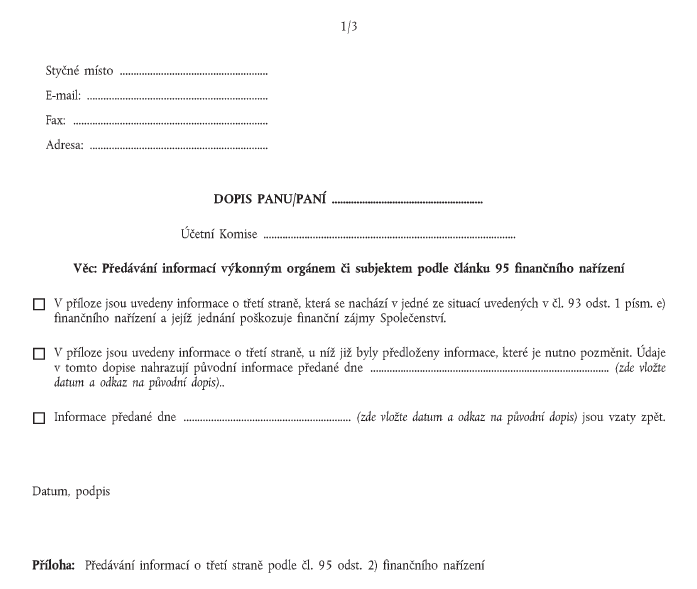 1/3
Styčné místo ......................................................
E-mail: ..................................................................
Fax: .......................................................................
Adresa: .................................................................
DOPIS PANU/PANÍ .......................................................
Účetní Komise ............................................................................................
Věc: Předávání informací výkonným orgánem či subjektem podle článku 95 finančního nařízení
V příloze jsou uvedeny informace o třetí straně, která se nachází v jedné ze situací uvedených v čl. 93 odst. 1 písm. e)
finančního nařízení a jejíž jednání poškozuje finanční zájmy Společenství.
V příloze jsou uvedeny informace o třetí straně, u níž již byly předloženy informace, které je nutno pozměnit. Údaje
v tomto dopise nahrazují původní informace předané dne ....................................................................................... (zde vložte
datum a odkaz na původní dopis)..
Informace předané dne ............................................................. (zde vložte datum a odkaz na původní dopis) jsou vzaty zpět.
Datum, podpis
Příloha: Předávání informací o třetí straně podle čl. 95 odst. 2) finančního nařízení